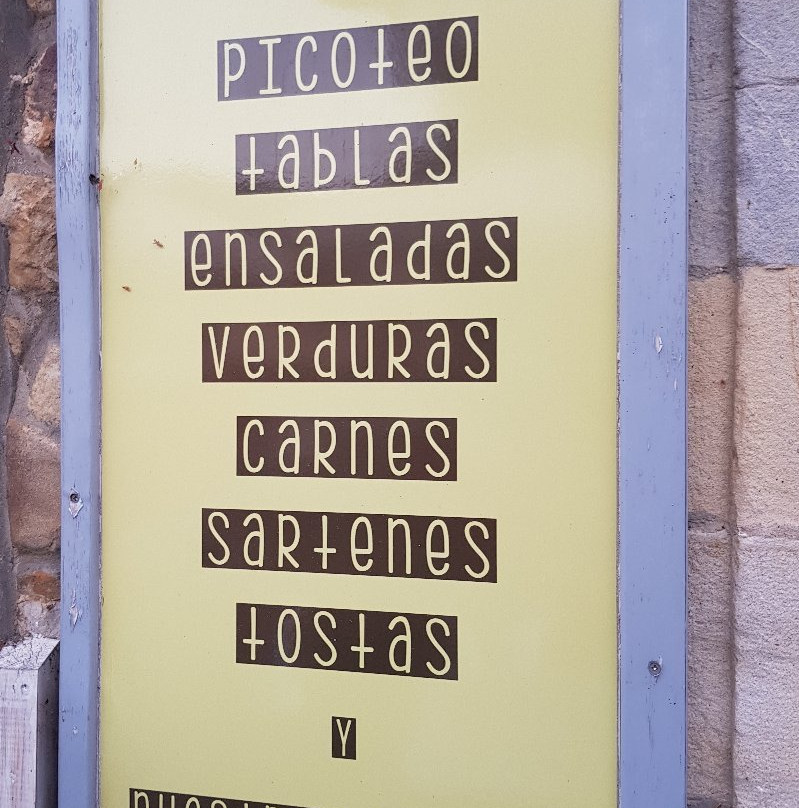 PICOteO
tablas
ensaladas
VeRdURas
CaRnes
saRtenes
tostas
Y